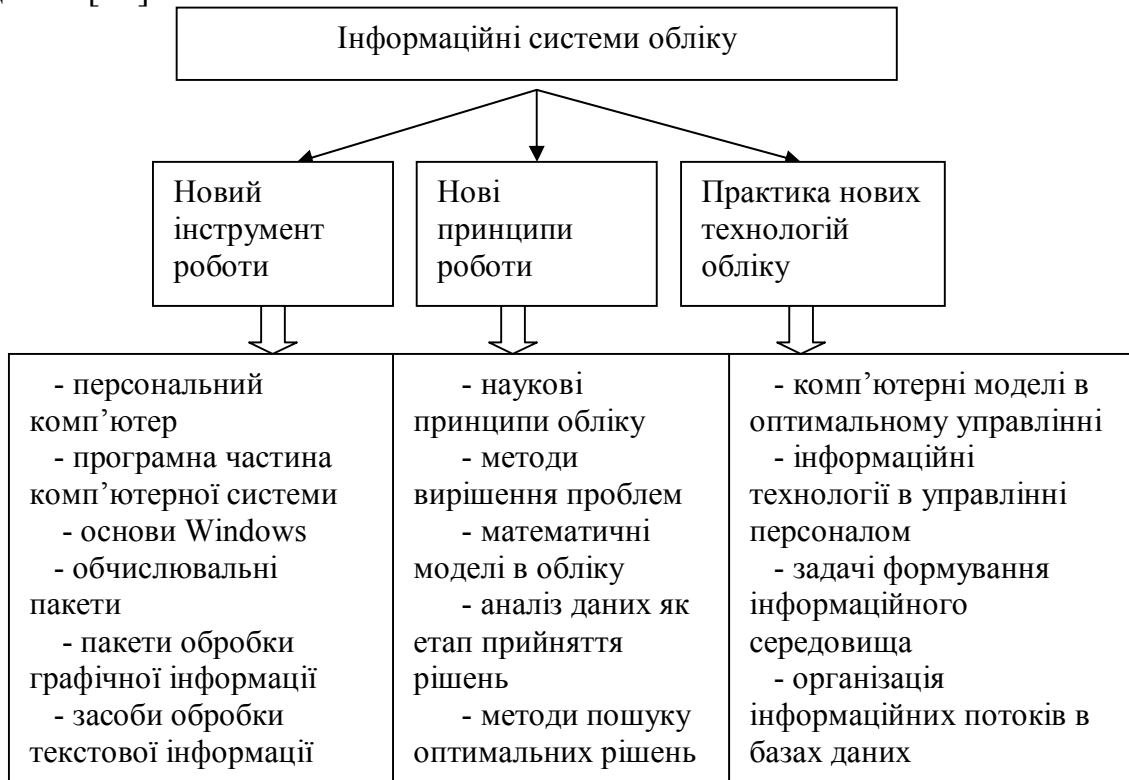 Інформаційні системи обліку
Новий
інструмент
роботи
Нові
принципи
роботи
Практика нових
технологій
обліку
- персональний
комп’ютер
- програмна частина
комп’ютерної системи
- основи Windows
- обчислювальні
пакети
- пакети обробки
графічної інформації
- засоби обробки
текстової інформації
- наукові
принципи обліку
- методи
вирішення проблем
- математичні
моделі в обліку
- аналіз даних як
етап прийняття
рішень
- методи пошуку
оптимальних рішень
- комп’ютерні моделі в
оптимальному управлінні
- інформаційні
технології в управлінні
персоналом
- задачі формування
інформаційного
середовища
- організація
інформаційних потоків в
базах даних